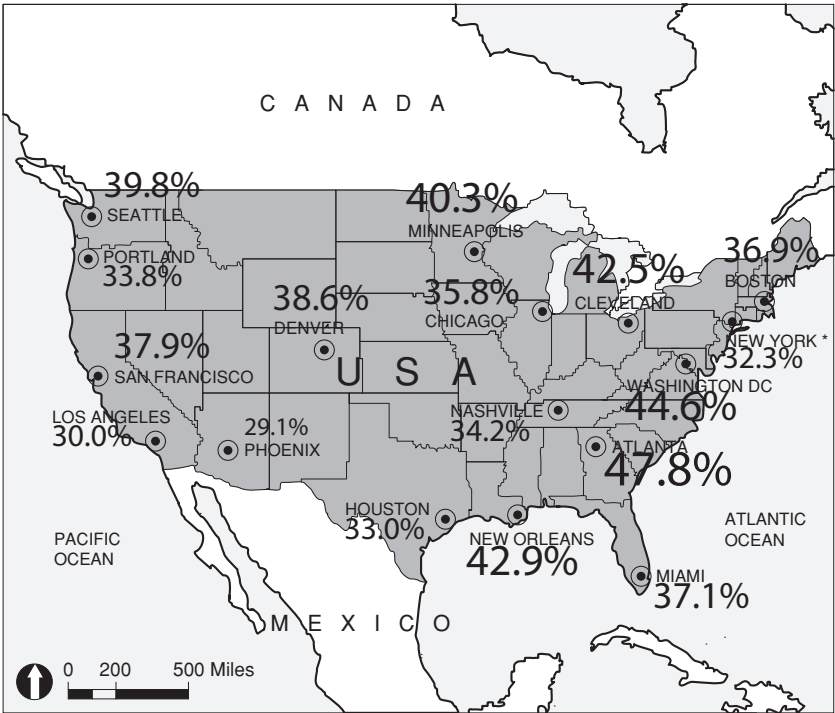 CANADA
39.8%
SEATTLE
40.3%
MINNEAPOLIS
PORTLAND
33.8%
36.9%
BOSTON
42.5%
CLEVELAND
38.6%
DENVER
35.8%
CHICAGO
37.9%
SAN FRANCISCO
USA
NEW YORK *
32.3%
WASHINGTON DC
44.6%
LOS ANGELES
30.0%
29.1%
PHOENIX
NASHVILLE
34.2%
ATLANTA
47.8%
HOUSTON
33.0%
NEW ORLEANS
42.9%
PACIFIC
OCEAN
ATLANTIC
OCEAN
MIAMI
37.1%
MEXICO
0 200 500 Miles